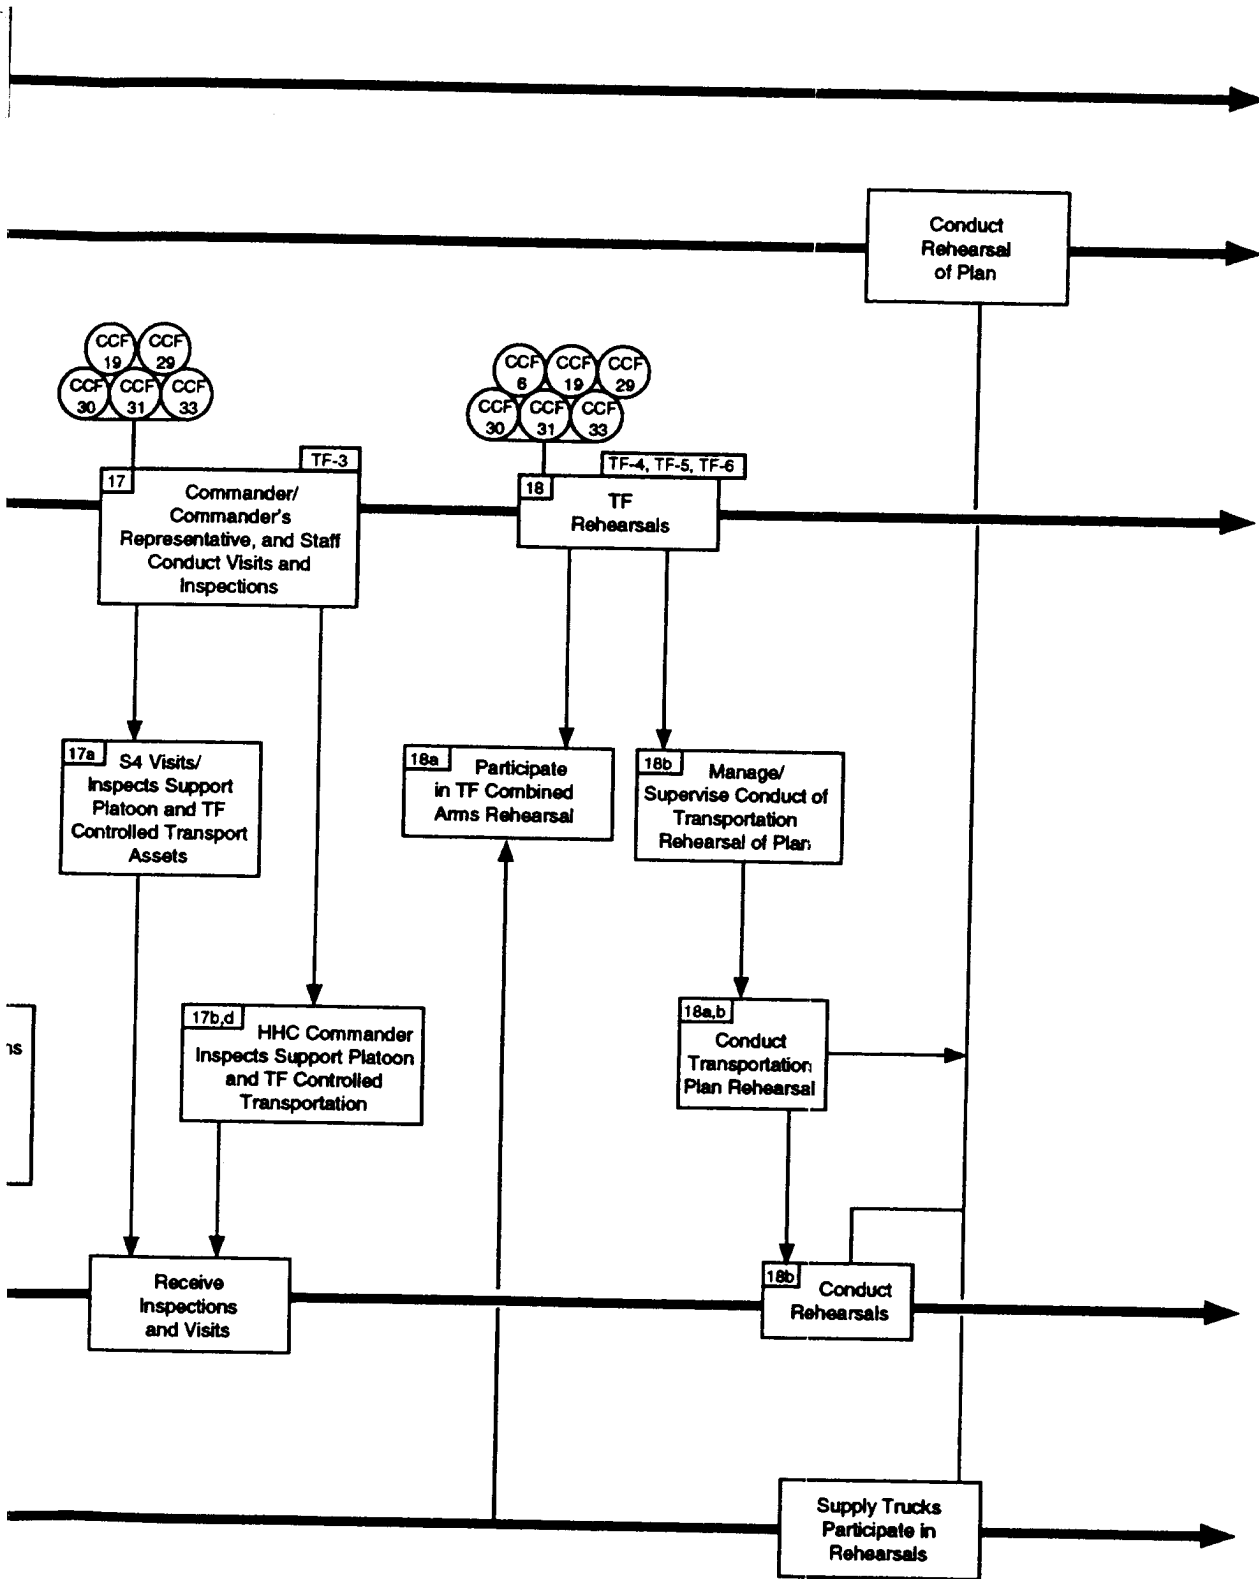 Conduct
Rehearsal
of Plan
CCF
19
CCF
29
CCF
30
CCF
31
CCF
33
CCF
6
CCF
19
CCF
29
CCF
30
CCF
31
CCF
33
TF-3
17
Commander/
Commander's
Representative, and Staff
Conduct Visits and
Inspections
TF-4, TF-5, TF-6
18
TF
Rehearsals
17a
S4 Visits/
Inspects Support
Platoon and TF
Controlled Transport
Assets
18a
Participate
in TF Combined
Arms Rehearsal
18b
Manage/
Supervise Conduct of
Transportation
Rehearsal of Plan
17b,d
HHC Commander
Inspects Support Platoon
and TF Controlled
Transportation
18a,b
Conduct
Transportation
Plan Rehearsal
Receive
Inspections
and Visits
18b
Conduct
Rehearsals
Supply Trucks
Participate in
Rehearsals